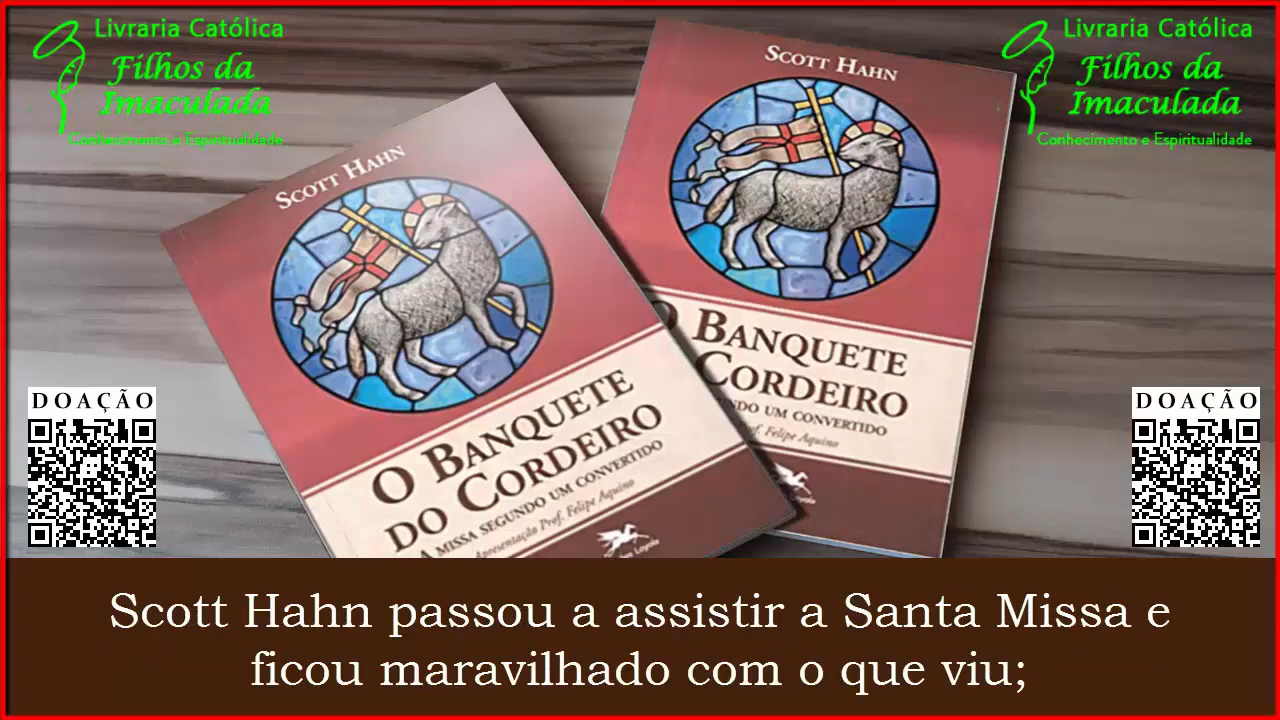 Livraria Católica
Filhos da
Imaculada
Conhecimento e Espiritualidade
Livraria Católica
Filhos da
Imaculada
Conhecimento e Espiritualidade
SCOTT HAHN
O BANQUETE
DO CORDEIRO
A MISSA SEGUNDO UM CONVERTIDO
Apresentação Prof. Felipe Aquino
Loyola
SCOTT HAHN
O BANQUETE
CORDEIRO
UM CONVERTIDO
Felipe Aquino
DOAÇÃO
DOAÇÃO
Scott Hahn passou a assistir a Santa Missa e
ficou maravilhado com o que viu;